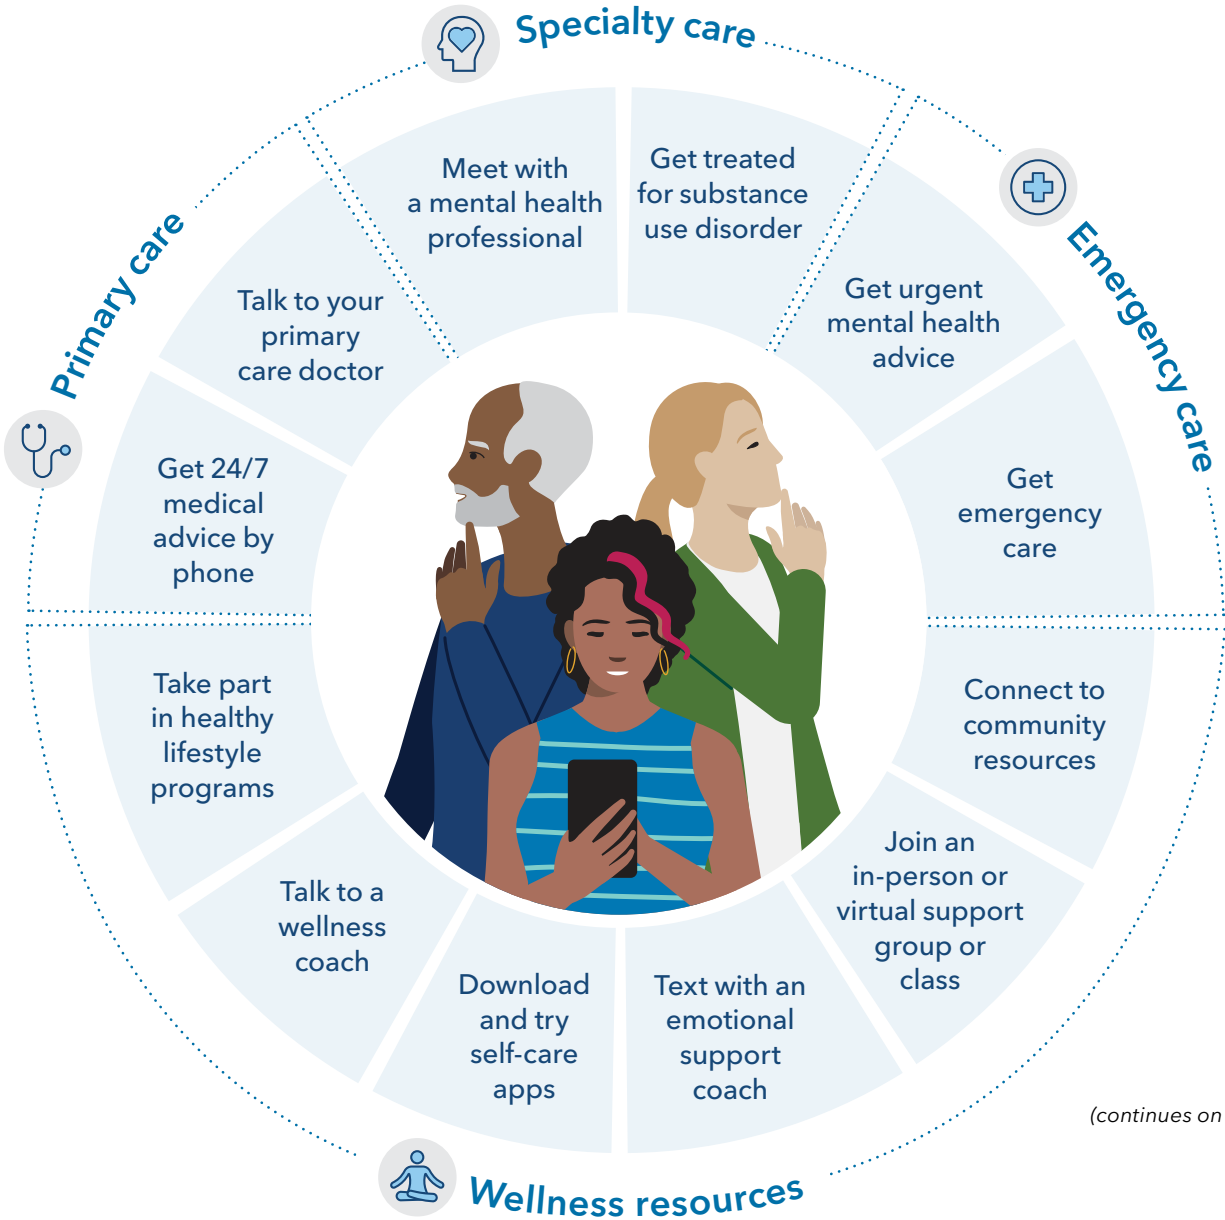 Specialty care
Meet with
a mental health
professional
Get treated
for substance
use disorder
Emergency care
Get urgent
mental health
advice
Get
emergency
care
Wellness resources
Connect to
community
resources
Join an
in-person or
virtual support
group or
class
Text with an
emotional
support
coach
Download
and try
self-care
apps
Talk to a
wellness
coach
Take part
in healthy
lifestyle
programs
Primary care
Get 24/7
medical
advice by
phone
Talk to your
primary
care doctor
(continues on